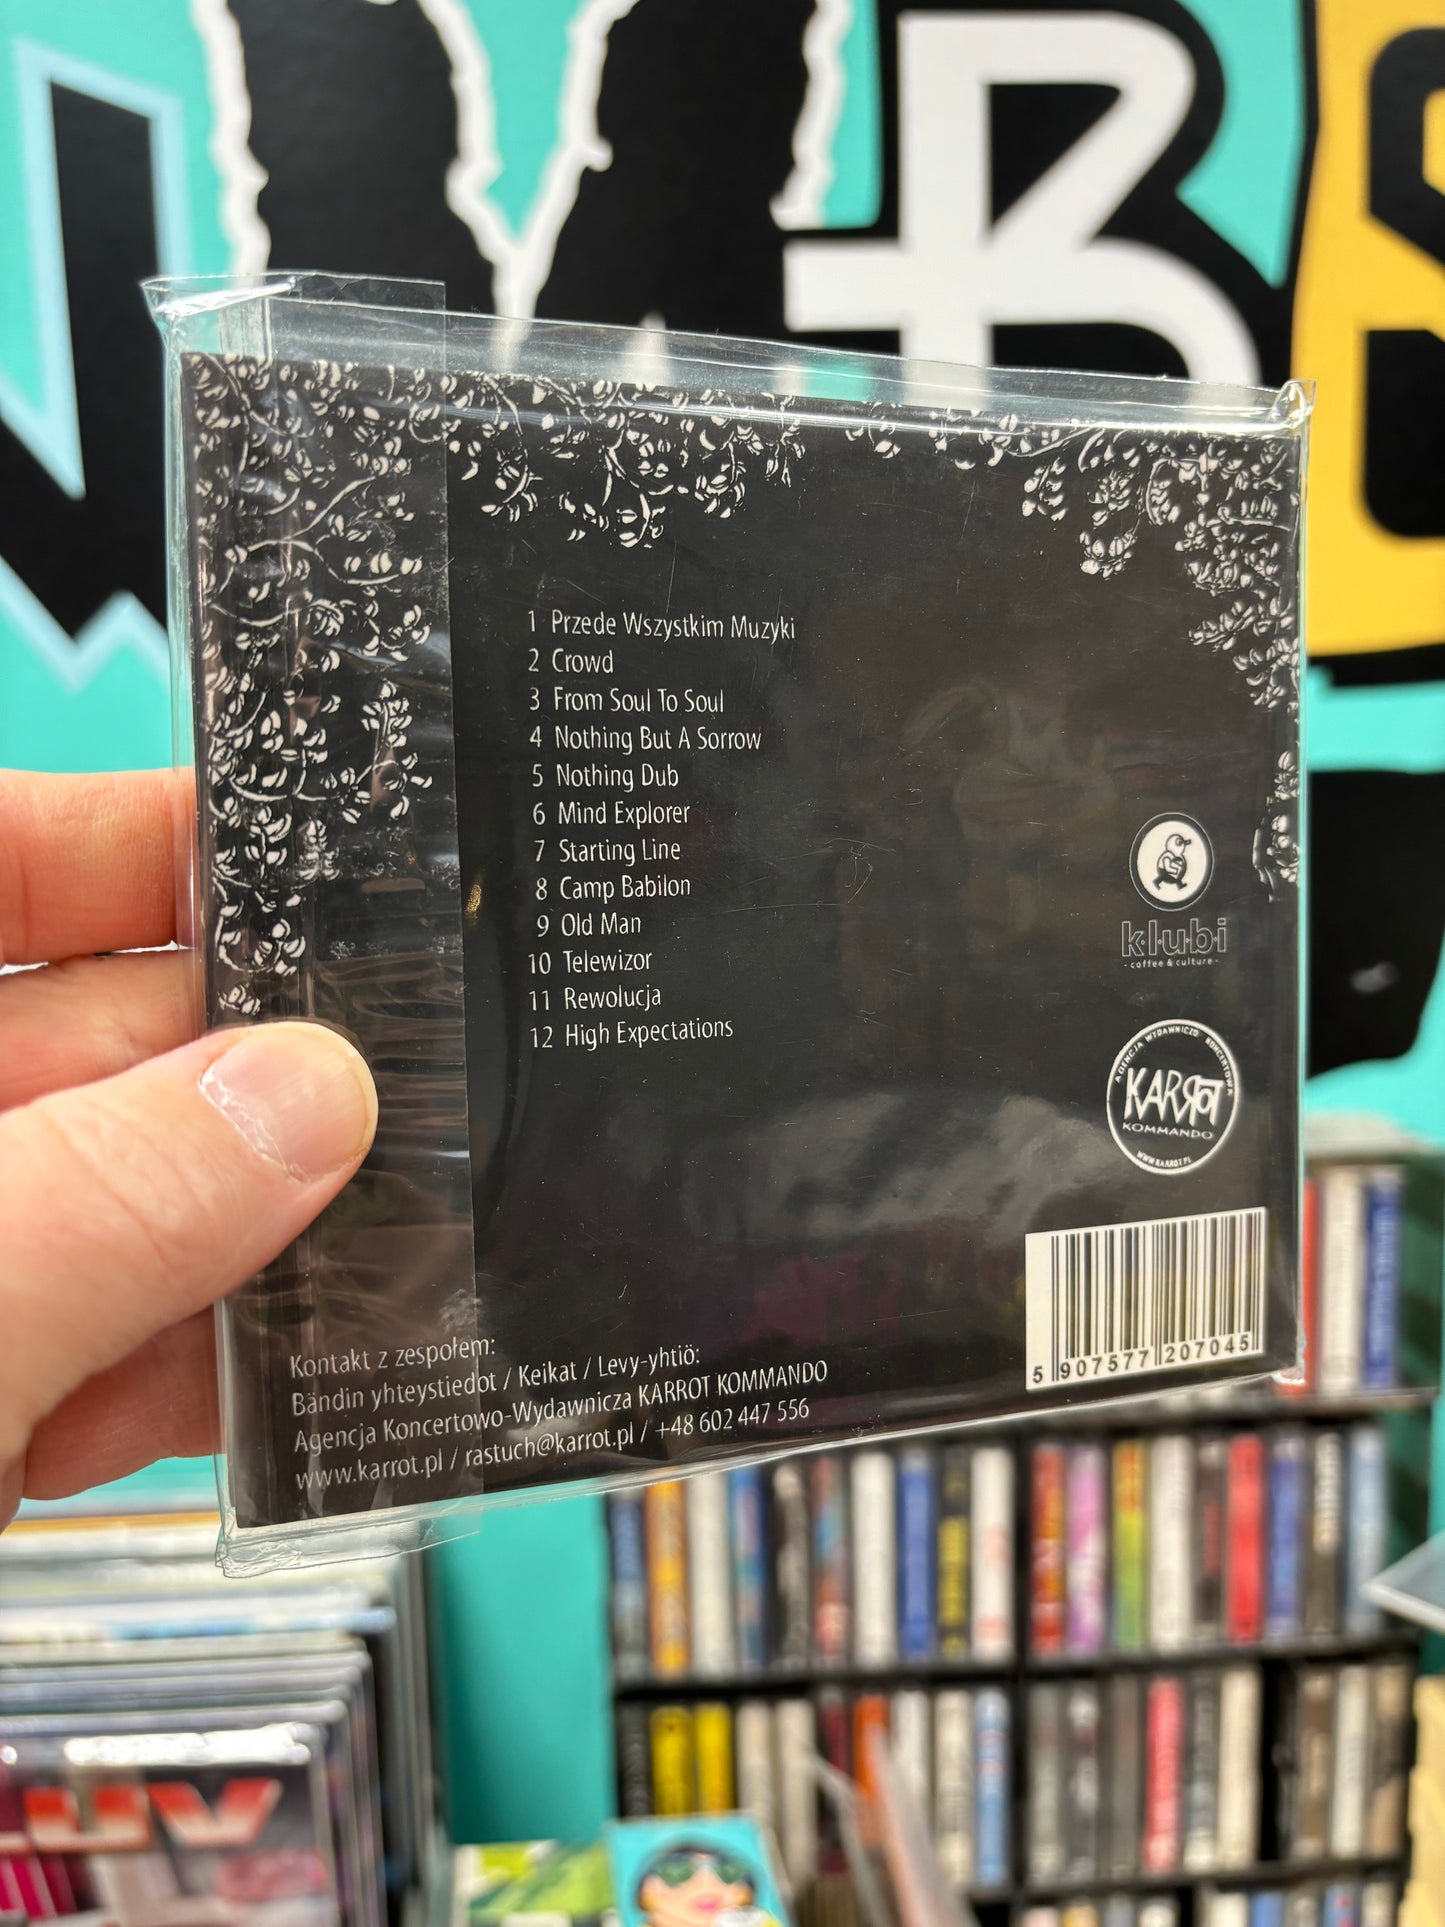 1 Przede Wszystkim Muzyki
2 Crowd
3 From Soul To Soul
4 Nothing But A Sorrow
5 Nothing Dub
6 Mind Explorer
7 Starting Line
8 Camp Babilon
9 Old Man
10 Telewizor
11 Rewolucja
12 High Expectations
k·l·u·b·i
- coffee & culture -
AGENCJA WYDAWNICZO KONCERTOWA
KARROT
KOMMANDO
WWW.KARROT.PL
5 907577 207045
Kontakt z zespołem:
Bändin yhteystiedot / Keikat / Levy-yhtiö:
Agencja Koncertowo-Wydawnicza KARROT KOMMANDO
www.karrot.pl / rastuch@karrot.pl / +48 602 447 556